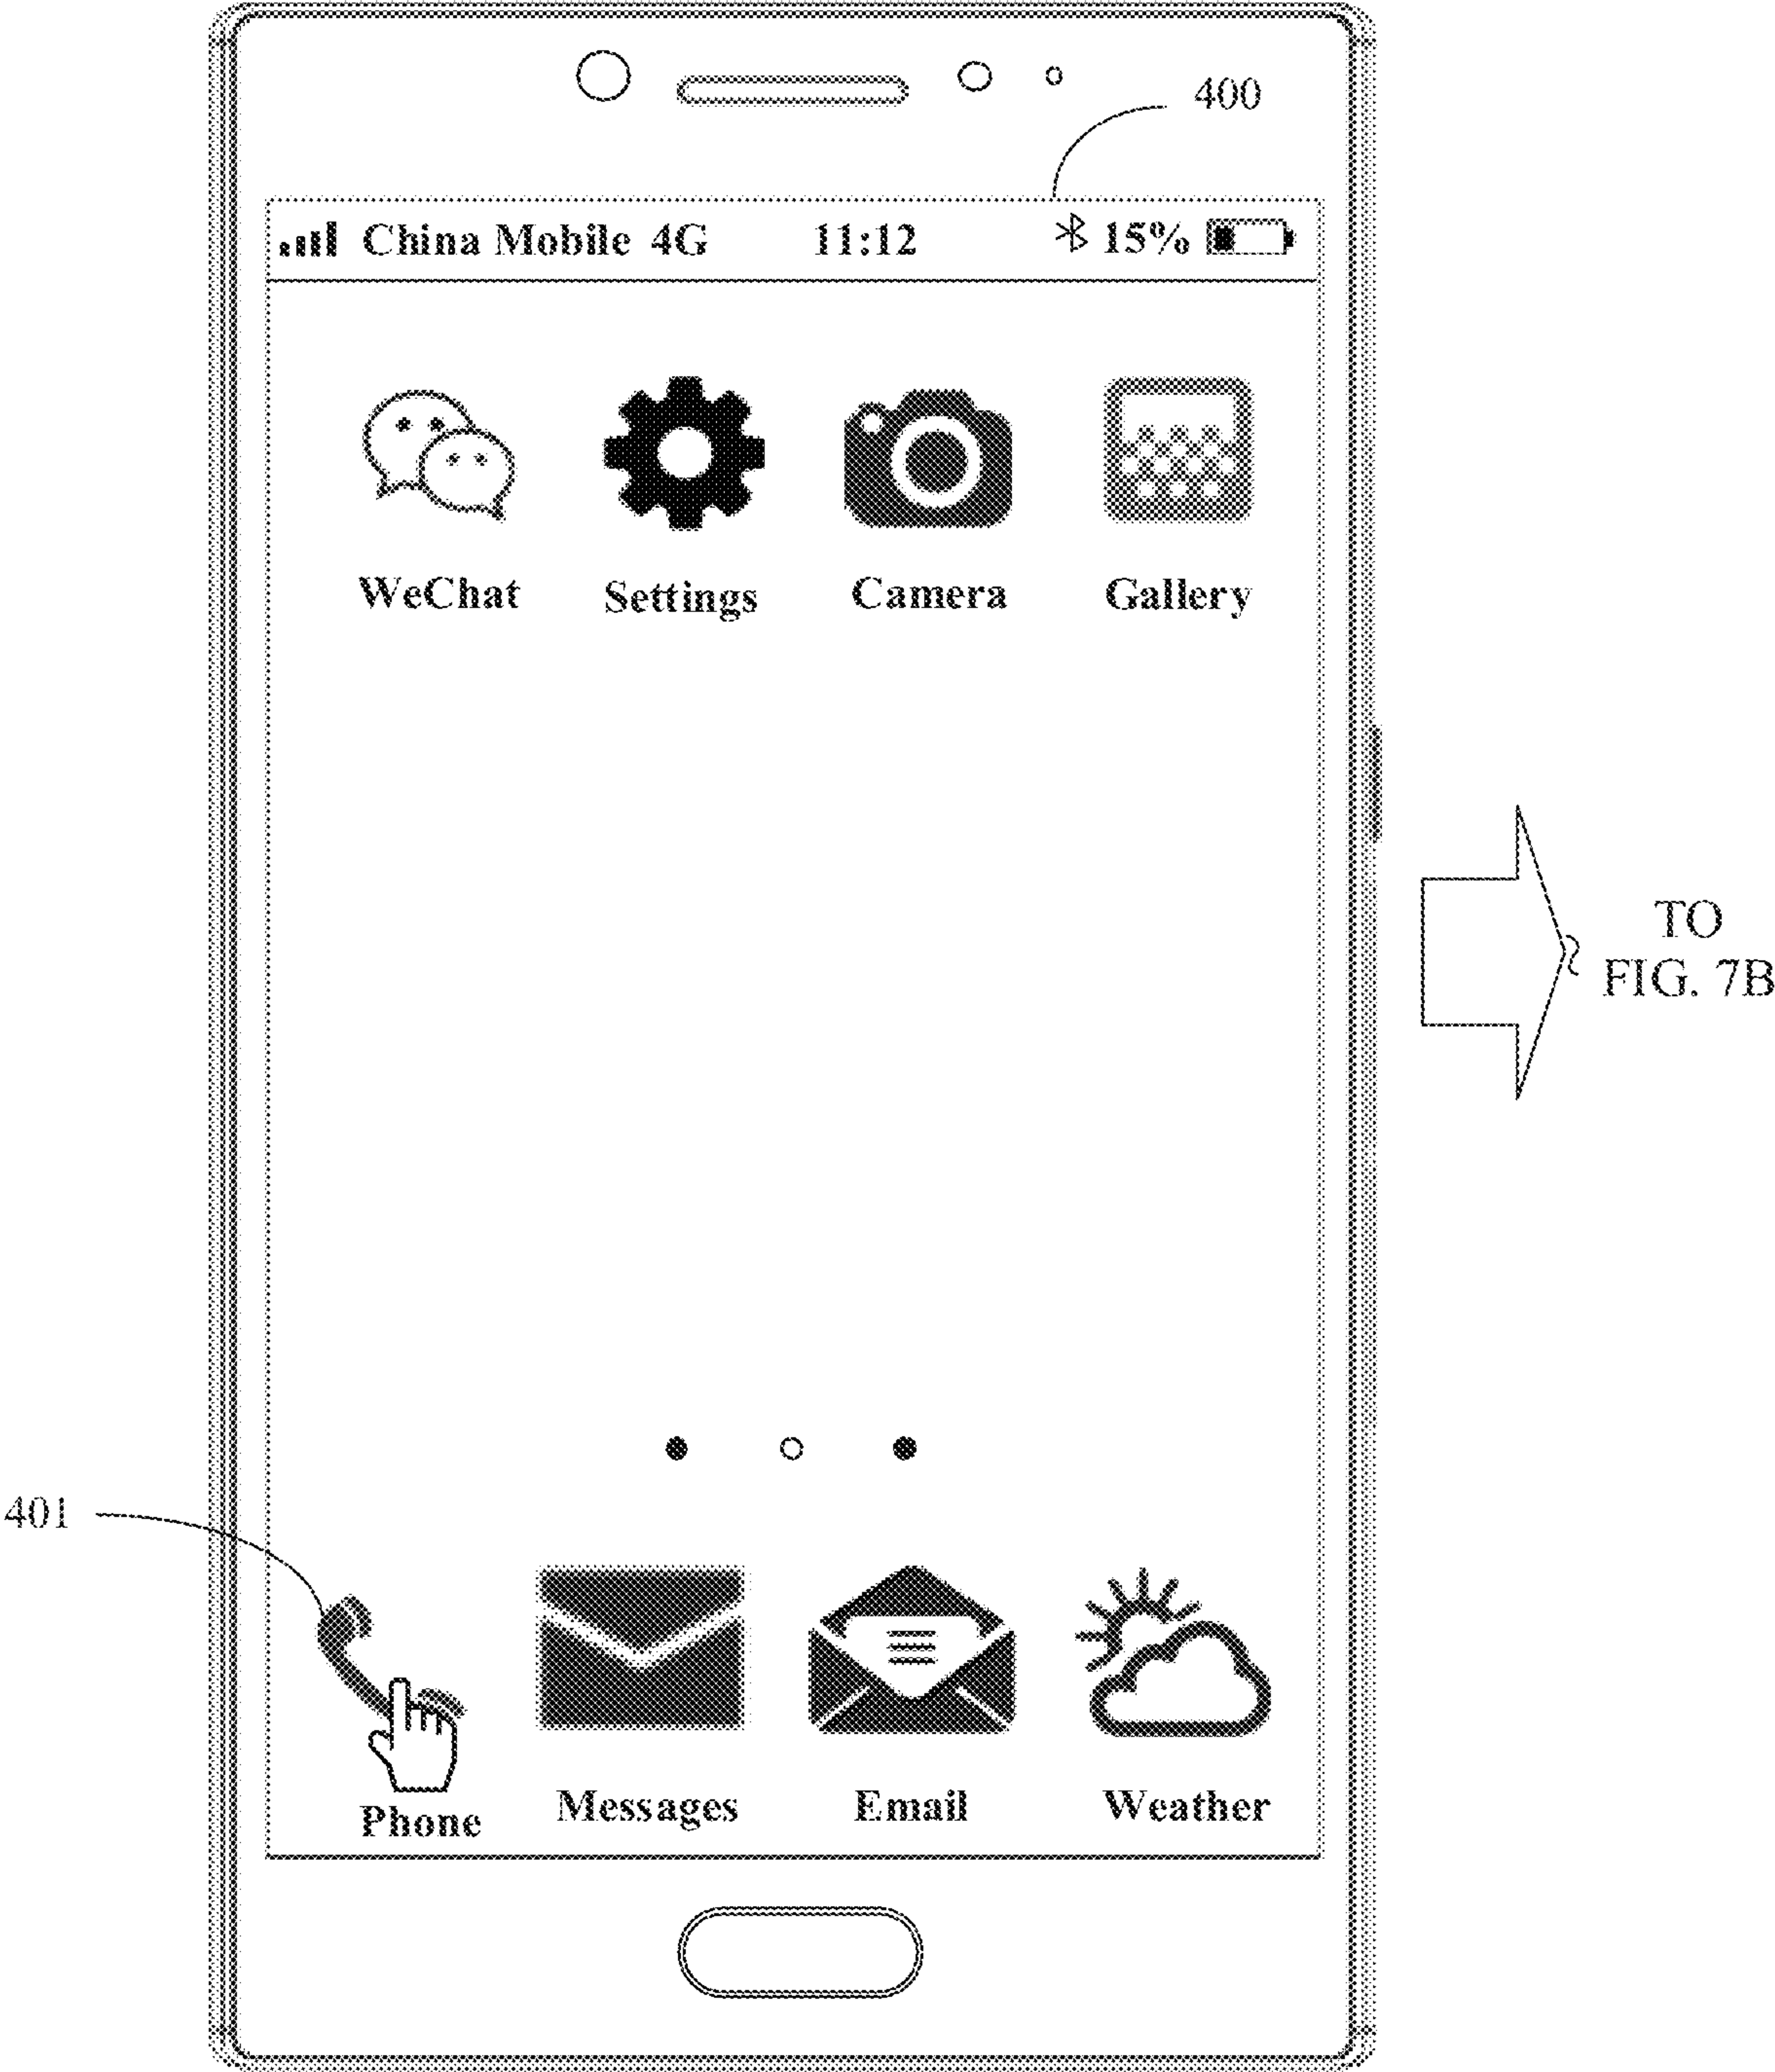 400
China Mobile 4G 11:12 15%
WeChat Settings Camera Gallery
TO
FIG. 7B
401
Phone Messages Email Weather